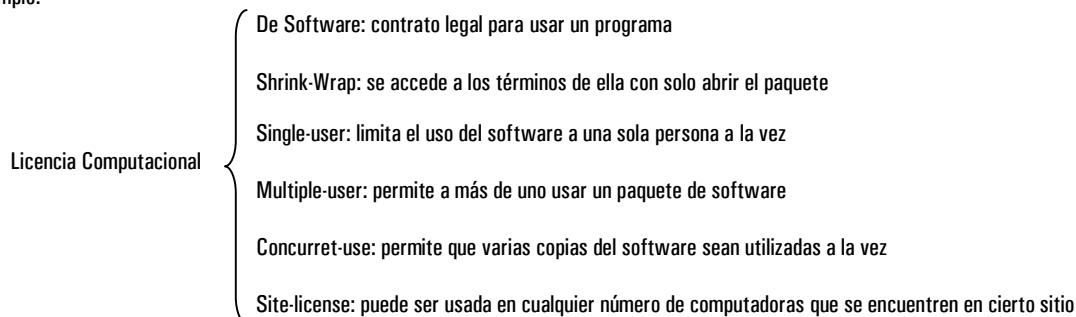 De Software: contrato legal para usar un programa
Shrink-Wrap: se accede a los términos de ella con solo abrir el paquete
Single-user: limita el uso del software a una sola persona a la vez
Licencia Computacional
Multiple-user: permite a más de uno usar un paquete de software
Concurret-use: permite que varias copias del software sean utilizadas a la vez
Site-license: puede ser usada en cualquier número de computadoras que se encuentren en cierto sitio